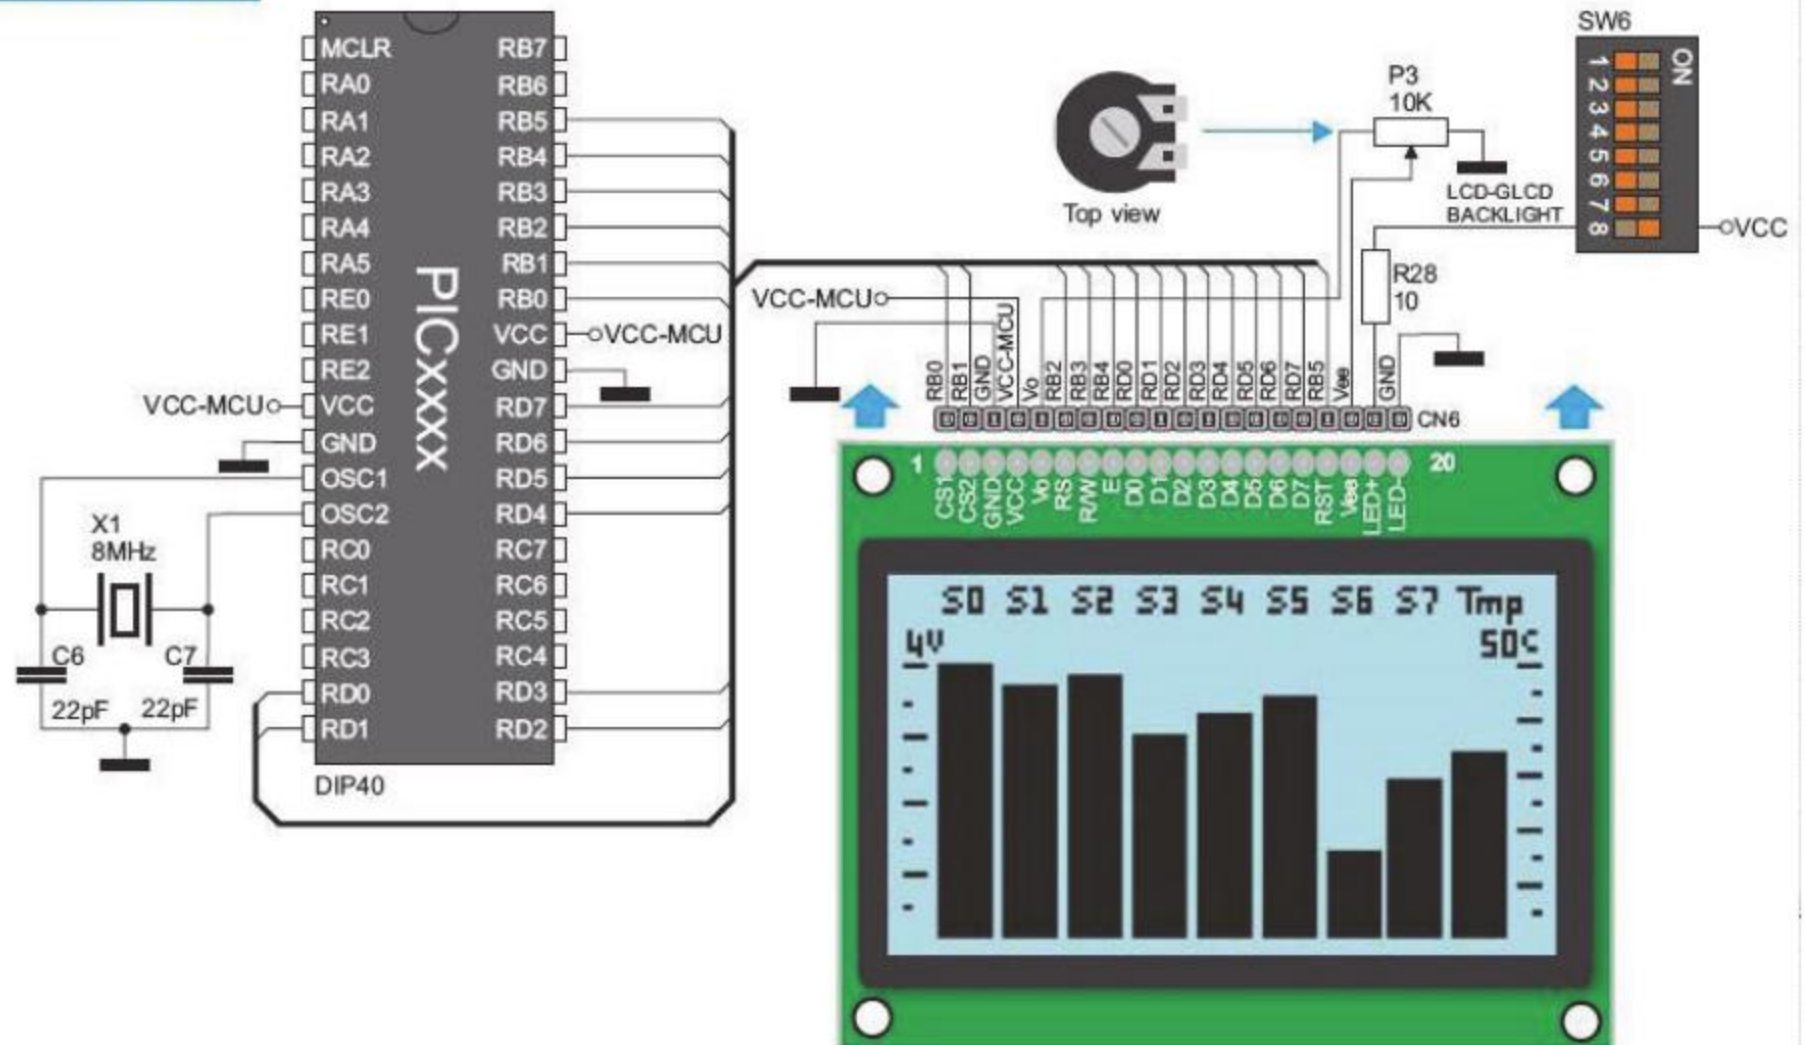 MCLR
RA0
RA1
RA2
RA3
RA4
RA5
RE0
RE1
RE2
VCC
GND
OSC1
OSC2
RC0
RC1
RC2
RC3
RD0
RD1
PICxxxx
RB7
RB6
RB5
RB4
RB3
RB2
RB1
RB0
VCC
GND
RD7
RD6
RD5
RD4
RC7
RC6
RC5
RC4
RD3
RD2
DIP40
VCC-MCU
VCC-MCU
X1
8MHz
C6
C7
22pF
22pF
Top view
P3
10K
SW6
ON
1
2
3
4
5
6
7
8
VCC
LCD-GLCD
BACKLIGHT
R28
10
VCC-MCU
RB0
RB1
GND
VCC-MCU
Vo
RB2
RB3
RB4
RD0
RD1
RD2
RD3
RD4
RD5
RD6
RD7
RB5
Vee
GND
CN6
1
20
CS1
CS2
GND
VCC
Vo
RS
R/W
E
D0
D1
D2
D3
D4
D5
D6
D7
RST
Vee
LED+
LED-
S0 S1 S2 S3 S4 S5 S6 S7 Tmp
4V
50C